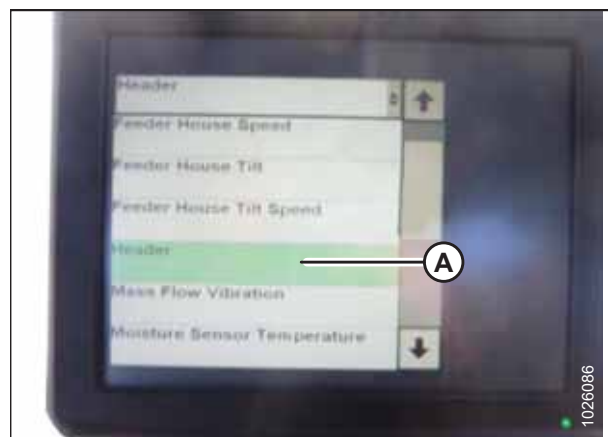 Header
Feeder House Speed
Feeder House Tilt
Feeder House Tilt Speed
Header
A
Mass Flow Vibration
Moisture Sensor Temperature
1026086